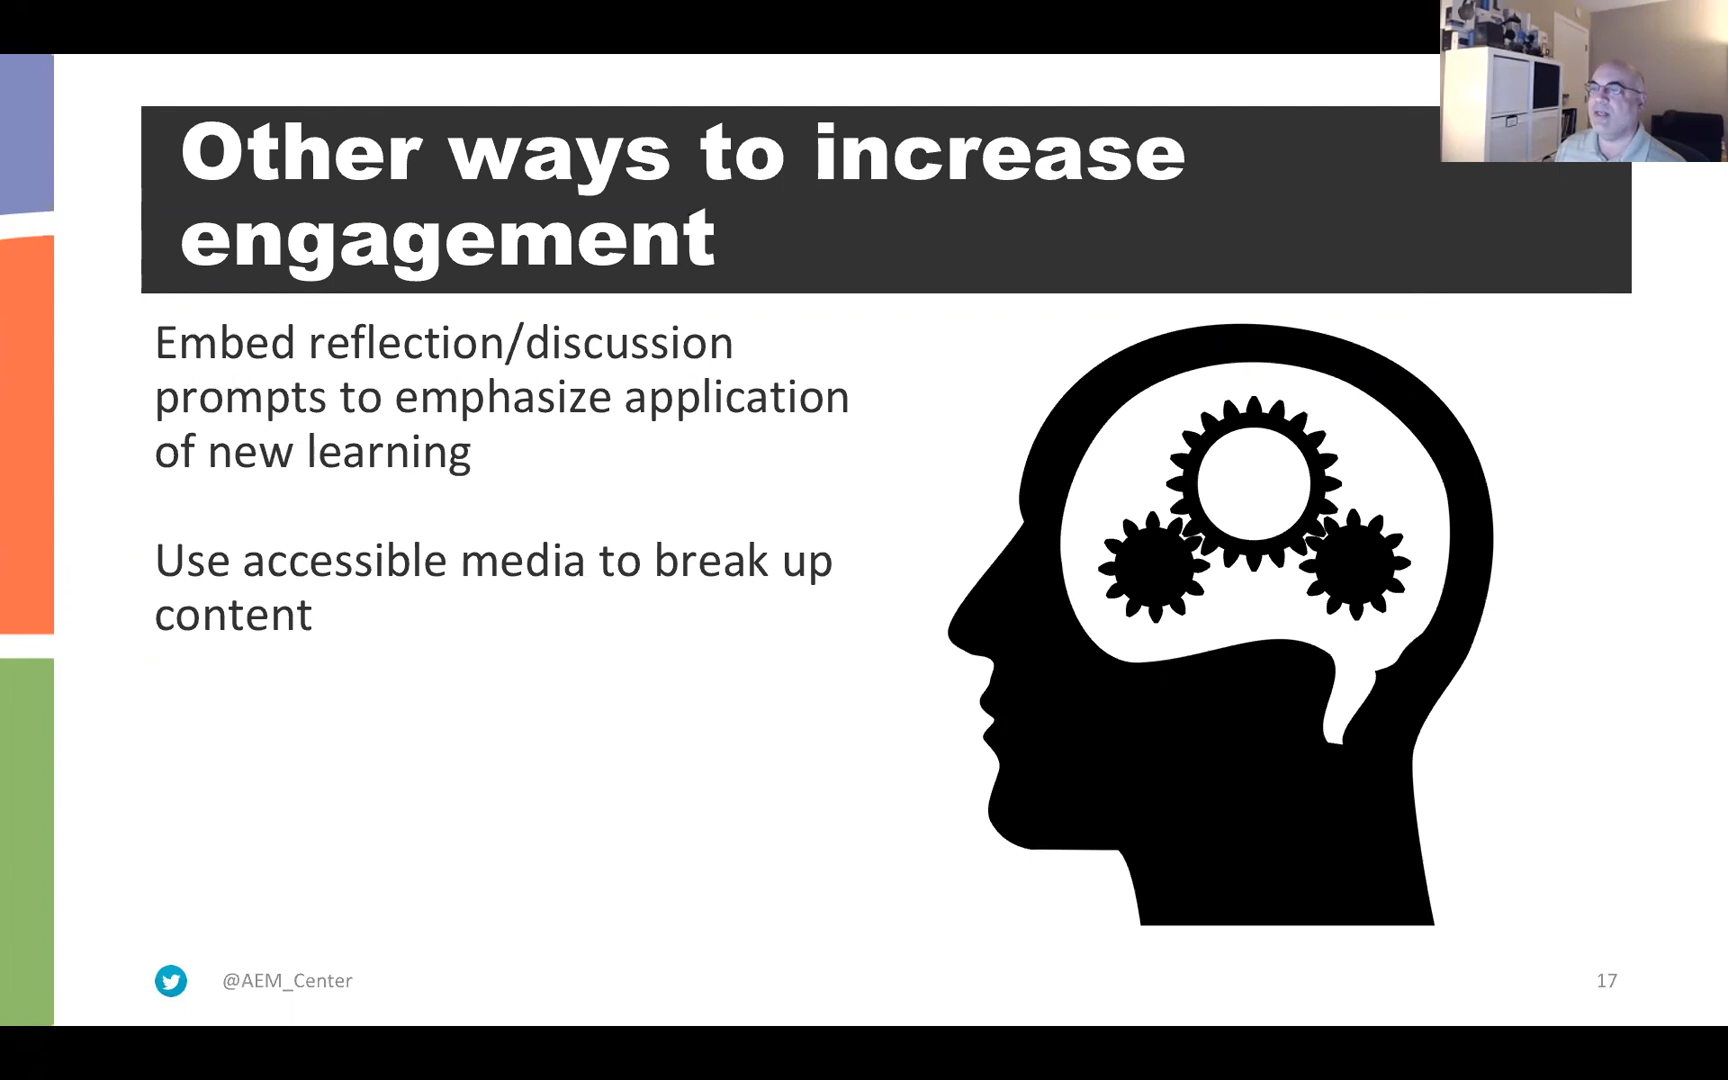 Other ways to increase
engagement
Embed reflection/discussion
prompts to emphasize application
of new learning
Use accessible media to break up
content
@AEM_Center
17